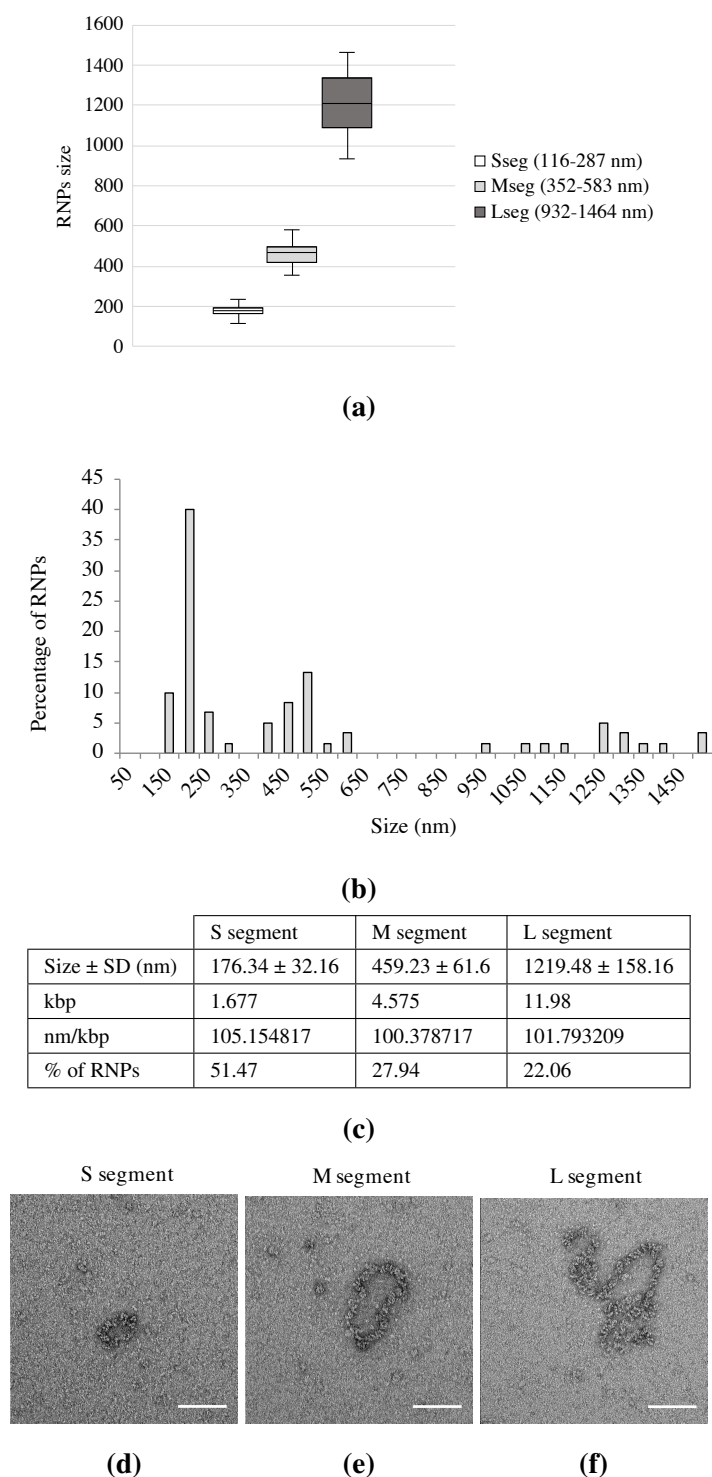 1600
1400
1200
1000
800
600
400
200
0
RNPs size
Sseg (116-287 nm)
Mseg (352-583 nm)
Lseg (932-1464 nm)
(a)
45
40
35
30
25
20
15
10
5
0
Percentage of RNPs
50 150 250 350 450 550 650 750 850 950 1050 1150 1250 1350 1450
Size (nm)
(b)
S segment M segment L segment
Size ± SD (nm) 176.34 ± 32.16 459.23 ± 61.6 1219.48 ± 158.16
kbp 1.677 4.575 11.98
nm/kbp 105.154817 100.378717 101.793209
% of RNPs 51.47 27.94 22.06
(c)
S segment M segment L segment
(d) (e) (f)